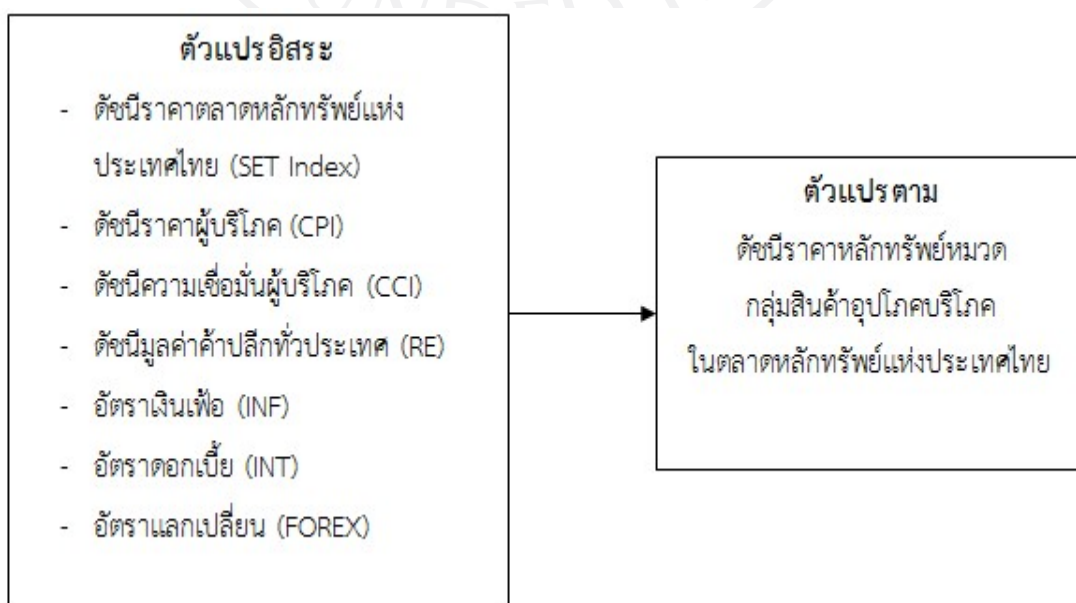 ตัวแปรอิสระ
- ดัชนีราคาตลาดหลักทรัพย์แห่ง
ประเทศไทย (SET Index)
- ดัชนีราคาผู้บริโภค (CPI)
- ดัชนีความเชื่อมั่นผู้บริโภค (CCI)
- ดัชนีมูลค่าค้าปลีกทั่วประเทศ (RE)
- อัตราเงินเฟ้อ (INF)
- อัตราดอกเบี้ย (INT)
- อัตราแลกเปลี่ยน (FOREX)
ตัวแปรตาม
ดัชนีราคาหลักทรัพย์หมวด
กลุ่มสินค้าอุปโภคบริโภค
ในตลาดหลักทรัพย์แห่งประเทศไทย